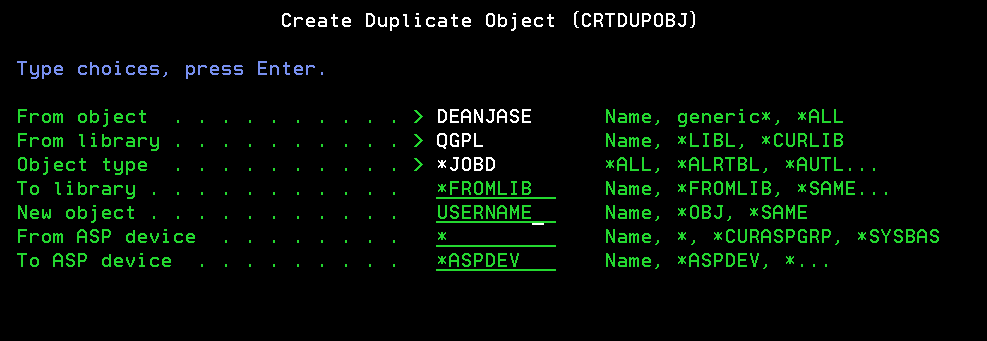 Create Duplicate Object (CRTDUPOBJ)
Type choices, press Enter.
From object . . . . . . . . . . > DEANJASE Name, generic*, *ALL
From library . . . . . . . . . . > QGPL Name, *LIBL, *CURLIB
Object type . . . . . . . . . . > *JOBD *ALL, *ALRTBL, *AUTL...
To library . . . . . . . . . . . *FROMLIB Name, *FROMLIB, *SAME...
New object . . . . . . . . . . . USERNAME_ Name, *OBJ, *SAME
From ASP device . . . . . . . . * Name, *, *CURASPGRP, *SYSBAS
To ASP device . . . . . . . . . *ASPDEV Name, *ASPDEV, *...